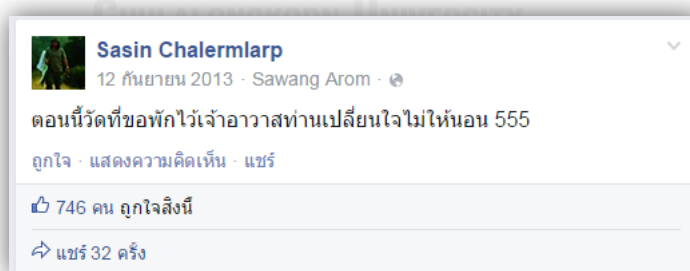 CHULALONGKORN UNIVERSITY
Sasin Chalermlarp
12 กันยายน 2013 · Sawang Arom ·
ตอนนี้วัดที่ขอพักไว้เจ้าอาวาสท่านเปลี่ยนใจไม่ให้นอน 555
ถูกใจ · แสดงความคิดเห็น · แชร์
746 คน ถูกใจสิ่งนี้
แชร์ 32 ครั้ง